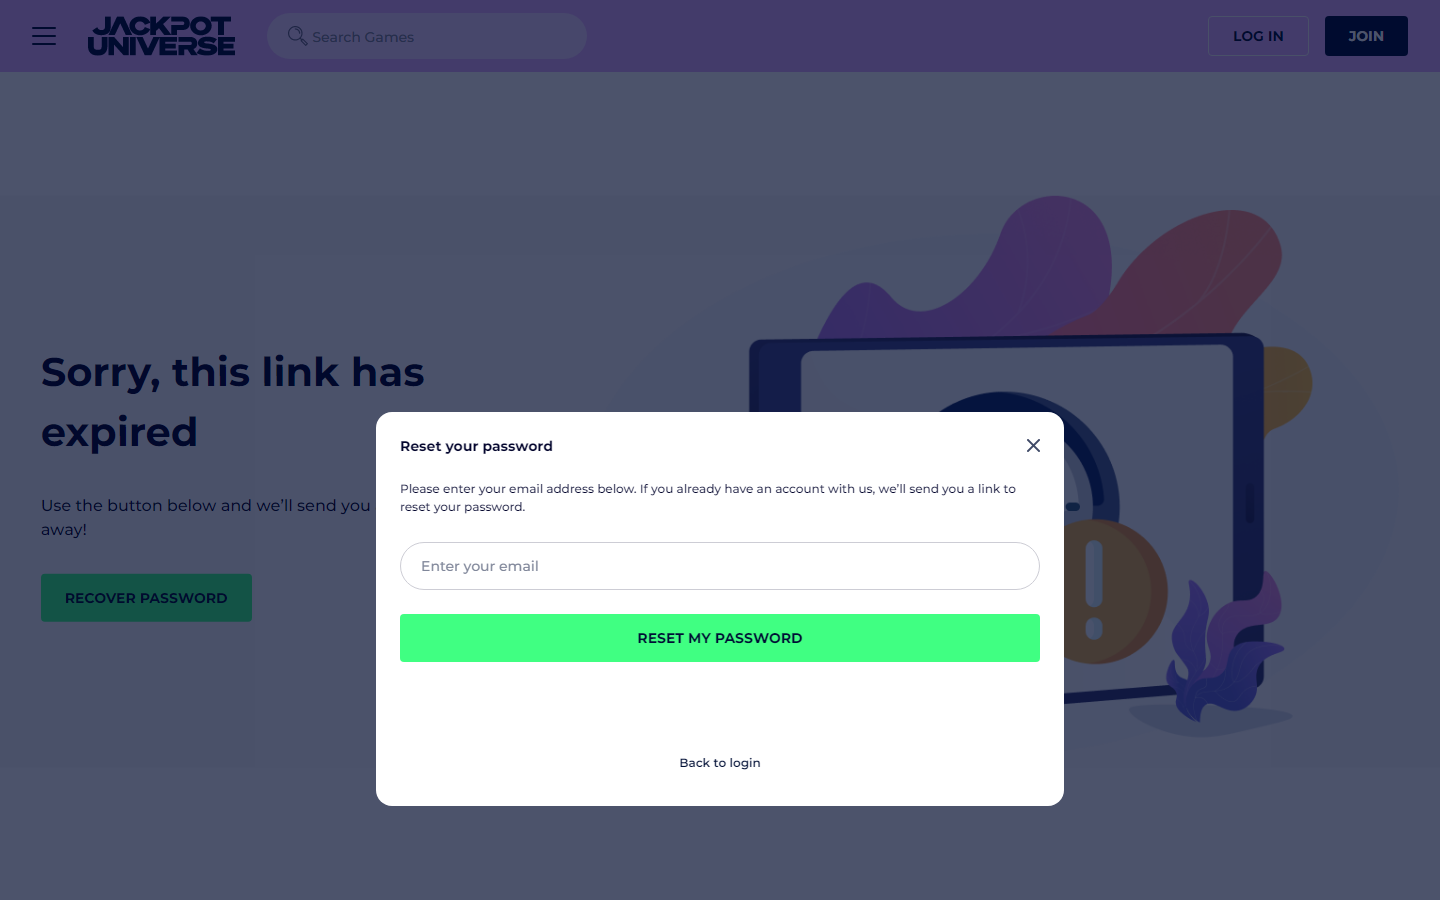 JACKPOT
UNIVERSE
Search Games
LOG IN
JOIN
Sorry, this link has
expired
Use the button below and we'll send you
away!
RECOVER PASSWORD
Reset your password
Please enter your email address below. If you already have an account with us, we'll send you a link to
reset your password.
Enter your email
RESET MY PASSWORD
Back to login